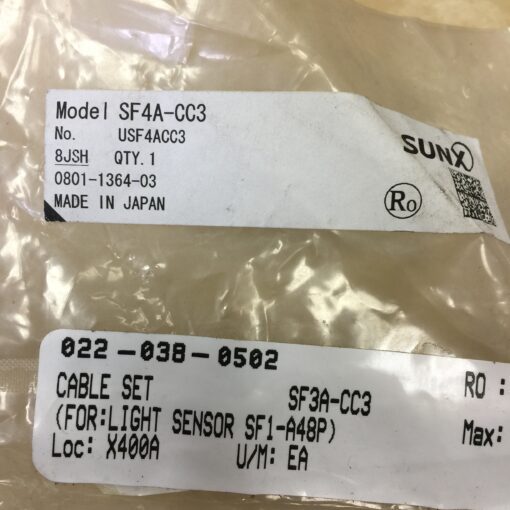 Model SF4A-CC3
No. USF4ACC3
8JSH QTY. 1
0801-1364-03
MADE IN JAPAN
SUNX
Ro
022-038-0502
CABLE SET SF3A-CC3 RO :
(FOR:LIGHT SENSOR SF1-A48P) Max:
Loc: X400A U/M: EA